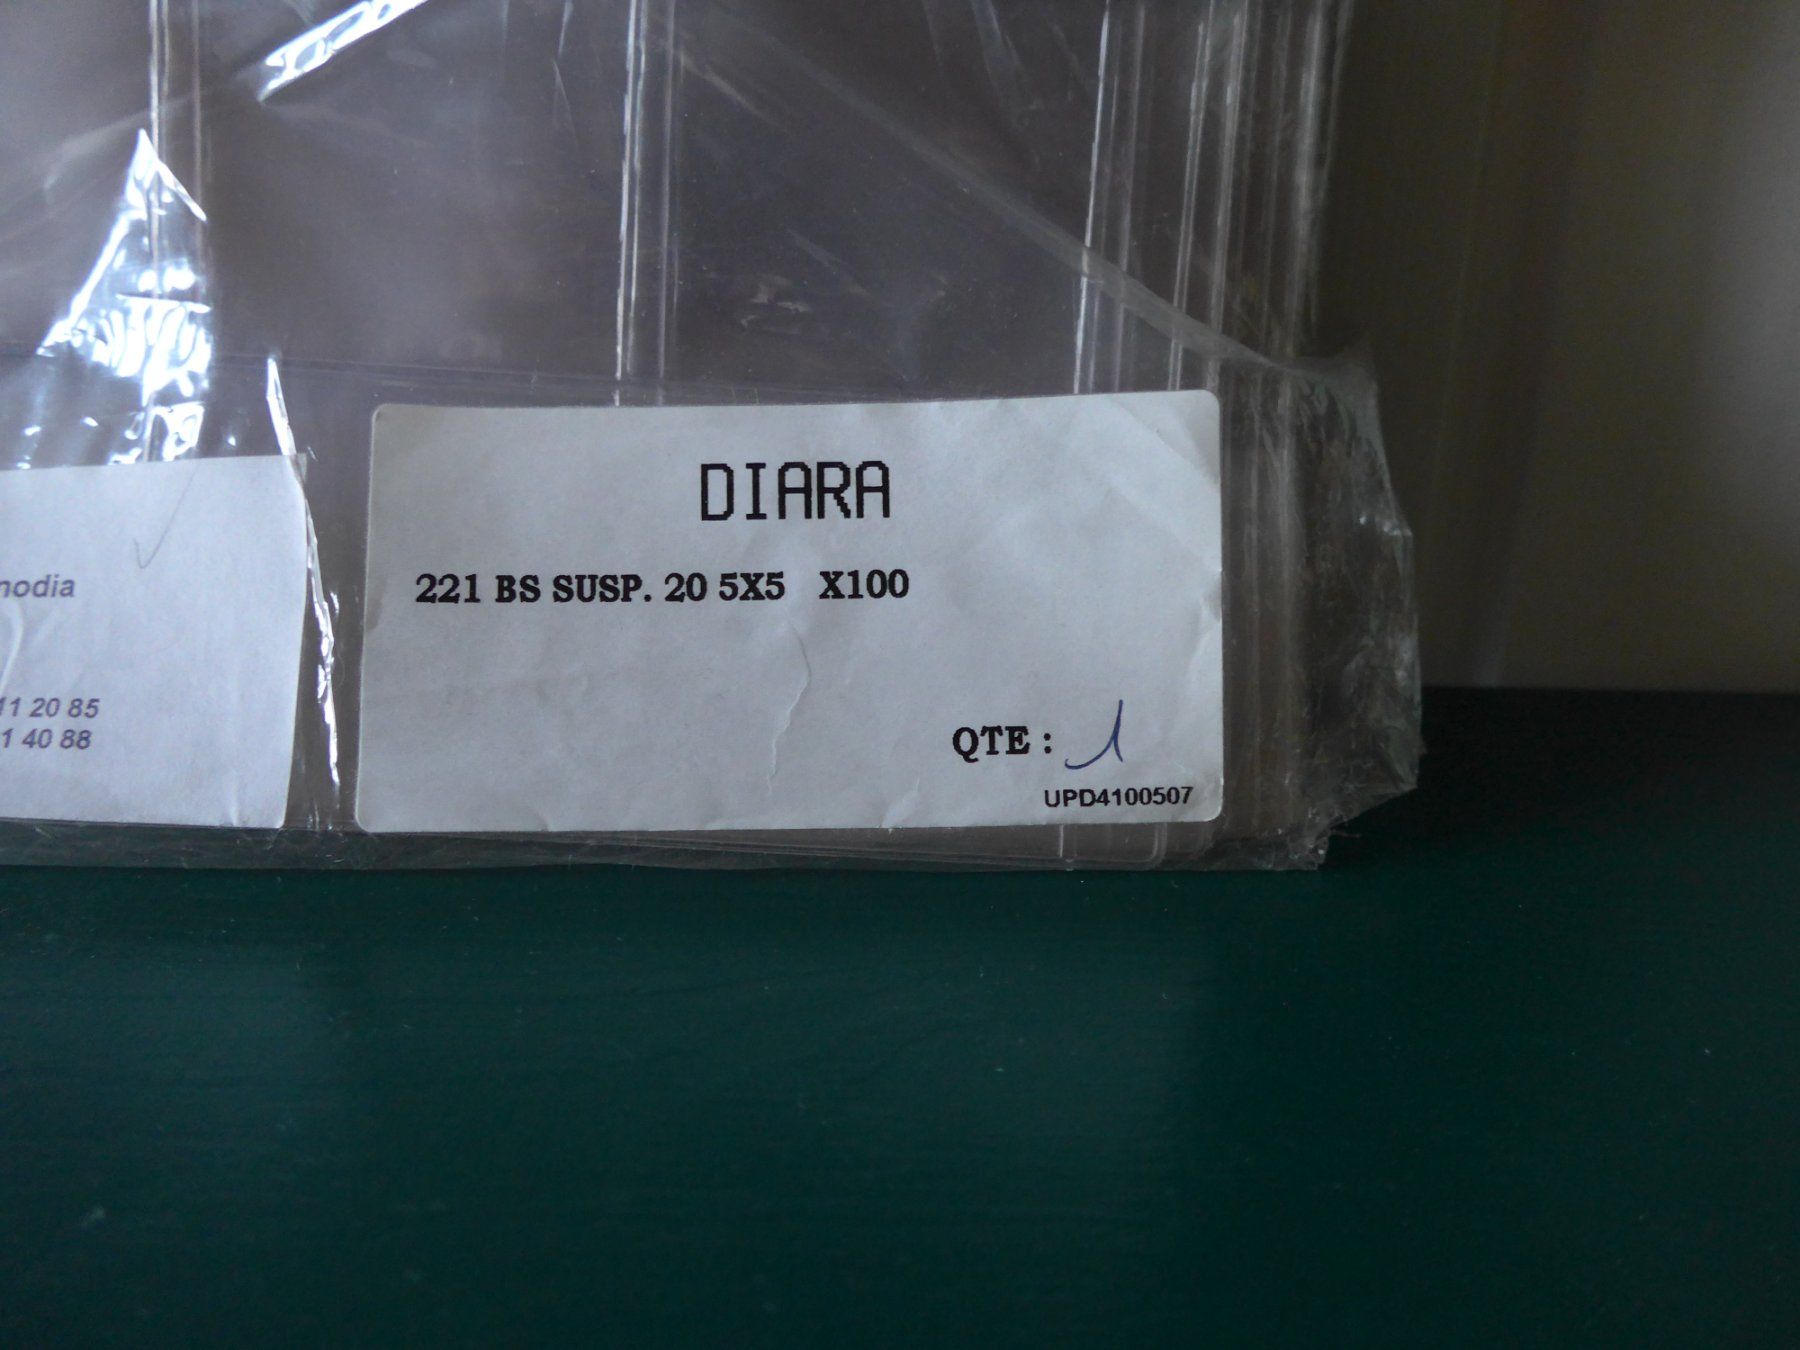 DIARA
221 BS SUSP. 20 5X5 X100
QTE : 1
UPD4100507
nodia
11 20 85
1 40 88